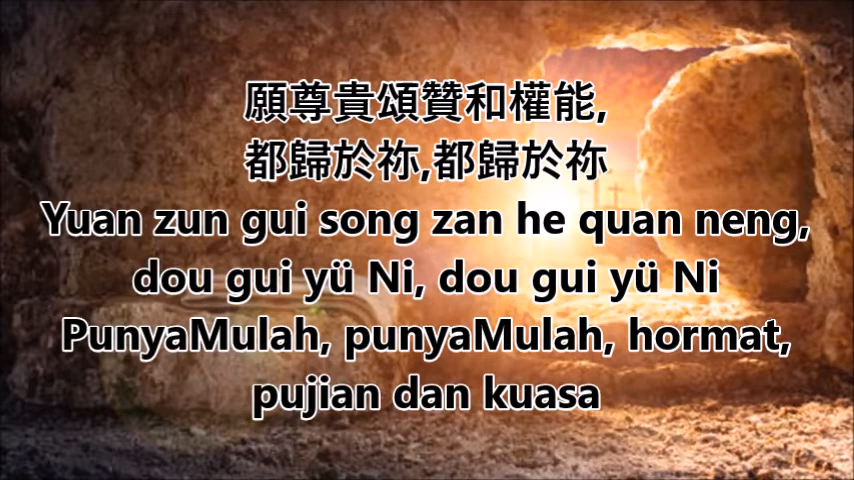 願尊貴頌贊和權能,
都歸於祢,都歸於祢
Yuan zun gui song zan he quan neng,
dou gui yü Ni, dou gui yü Ni
PunyaMulah, punyaMulah, hormat,
pujian dan kuasa